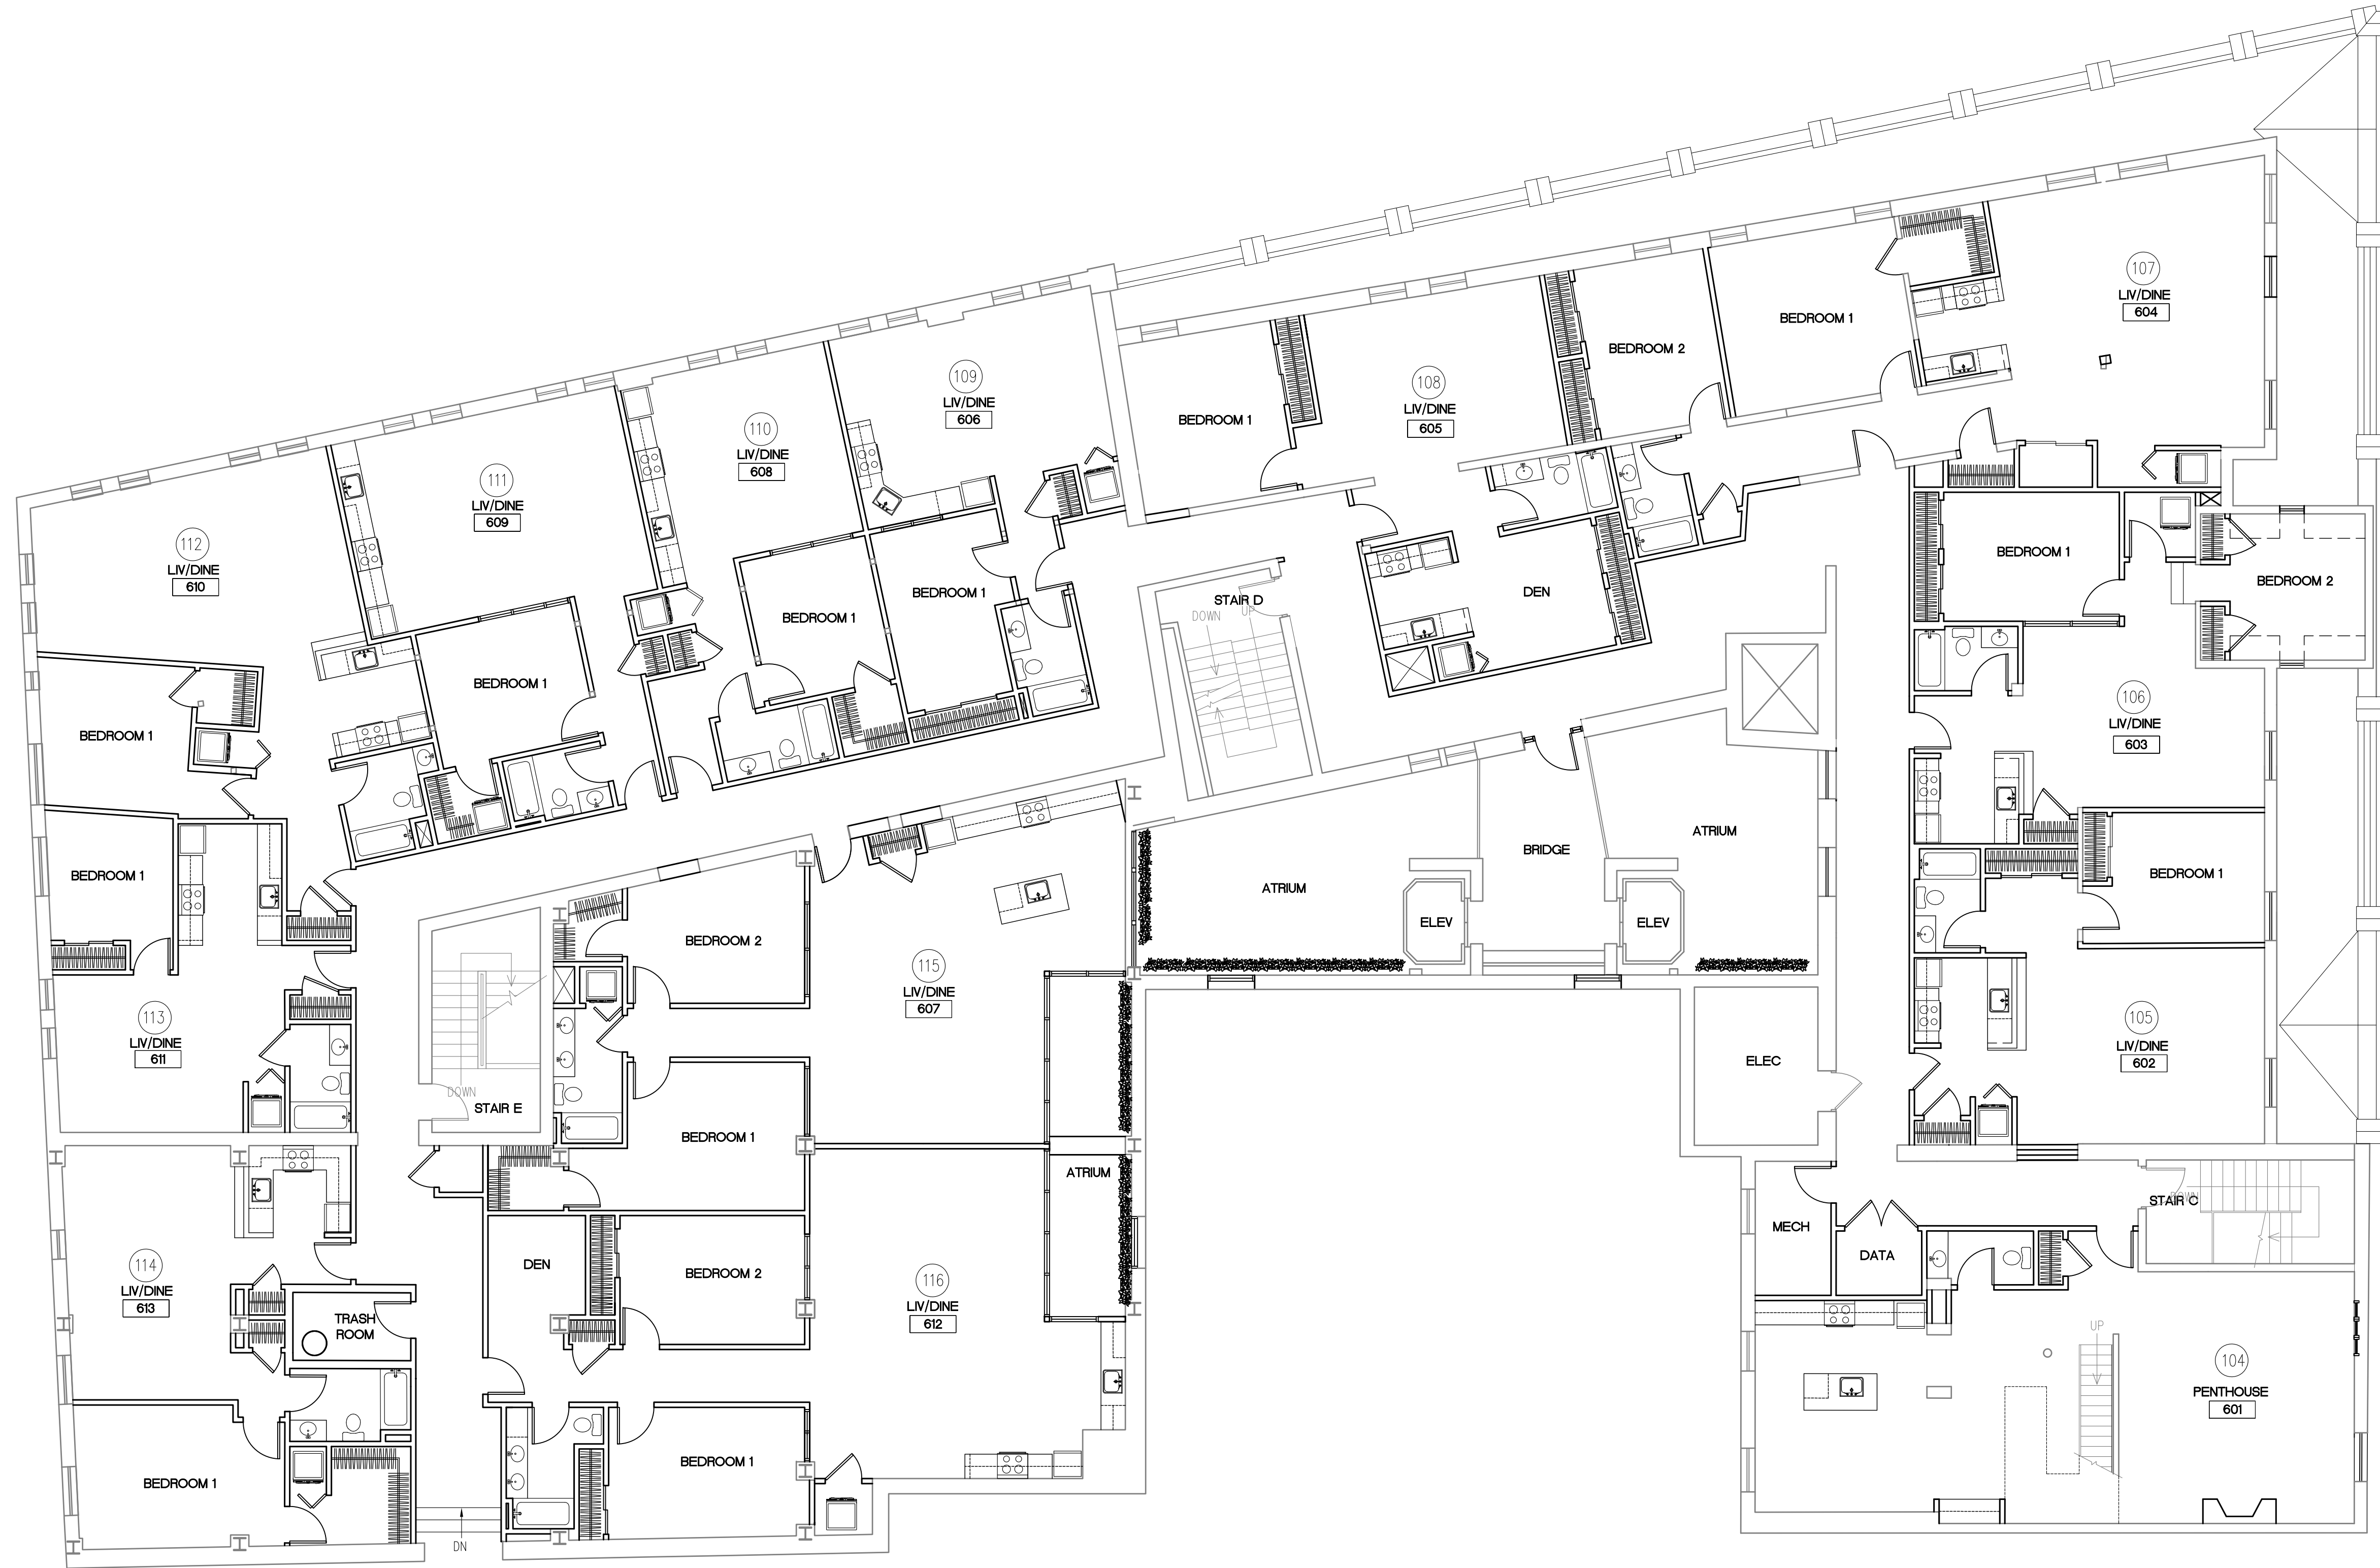 107
LIV/DINE
604
BEDROOM 1
BEDROOM 2
108
LIV/DINE
605
BEDROOM 1
109
LIV/DINE
606
110
LIV/DINE
608
111
LIV/DINE
609
112
LIV/DINE
610
BEDROOM 1
BEDROOM 1
BEDROOM 1
BEDROOM 1
STAIR D
DOWN
UP
DEN
BEDROOM 1
BEDROOM 2
106
LIV/DINE
603
BEDROOM 1
BEDROOM 1
ATRIUM
BRIDGE
ATRIUM
ELEV
ELEV
BEDROOM 2
115
LIV/DINE
607
113
LIV/DINE
611
105
LIV/DINE
602
ELEC
DOWN
STAIR E
BEDROOM 1
ATRIUM
STAIR C
DOWN
MECH
DATA
DEN
BEDROOM 2
114
LIV/DINE
613
116
LIV/DINE
612
TRASH
ROOM
UP
104
PENTHOUSE
601
BEDROOM 1
BEDROOM 1
DN